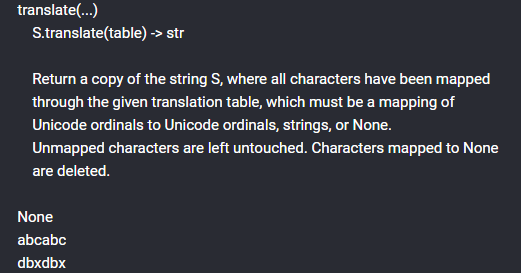 translate(...)
S.translate(table) -> str
Return a copy of the string S, where all characters have been mapped
through the given translation table, which must be a mapping of
Unicode ordinals to Unicode ordinals, strings, or None.
Unmapped characters are left untouched. Characters mapped to None
are deleted.
None
abcabc
dbxdbx